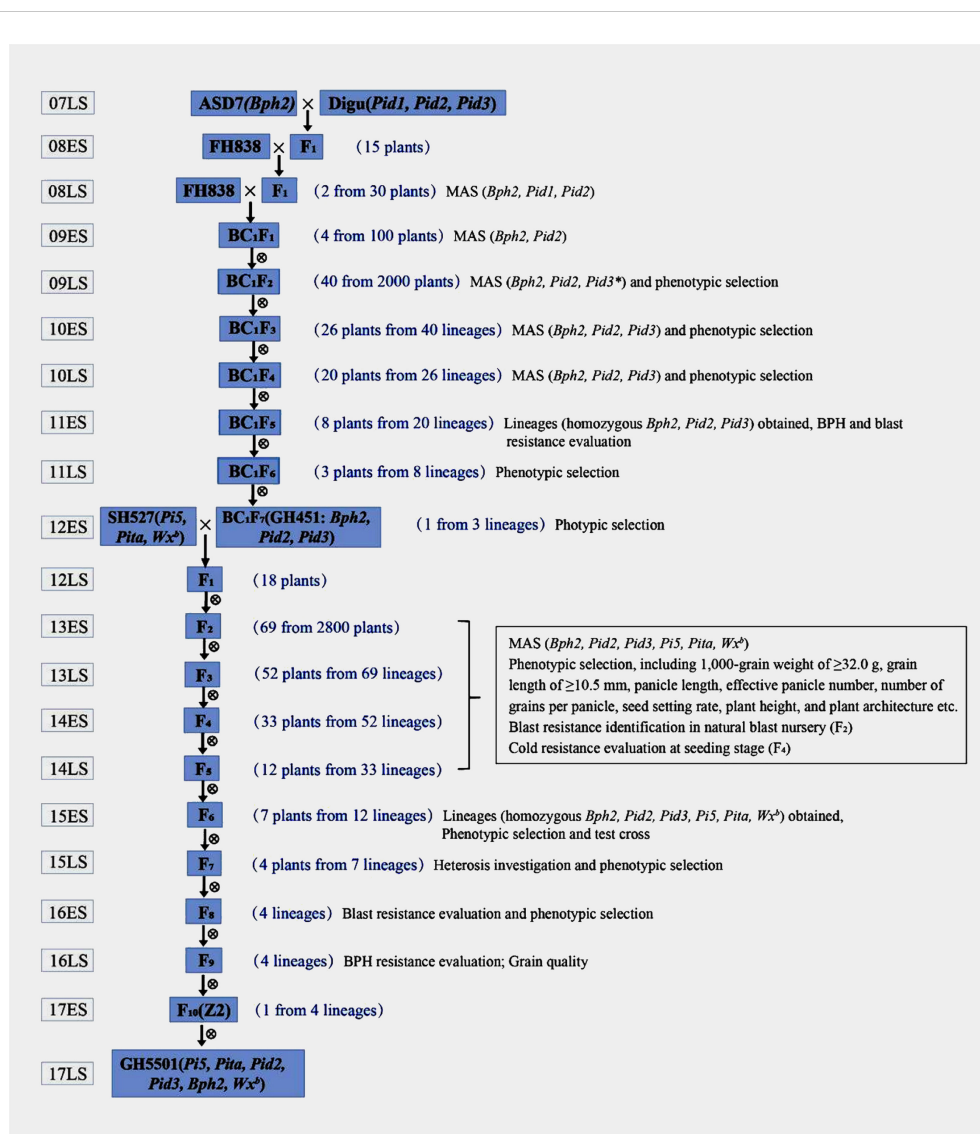 07LS ASD7(Bph2) × Digu(Pid1, Pid2, Pid3)
08ES FH838 × F₁ (15 plants)
08LS FH838 × F₁ (2 from 30 plants) MAS (Bph2, Pid1, Pid2)
09ES BC₁F₁ (4 from 100 plants) MAS (Bph2, Pid2)
⊗
09LS BC₁F₂ (40 from 2000 plants) MAS (Bph2, Pid2, Pid3*) and phenotypic selection
⊗
10ES BC₁F₃ (26 plants from 40 lineages) MAS (Bph2, Pid2, Pid3) and phenotypic selection
⊗
10LS BC₁F₄ (20 plants from 26 lineages) MAS (Bph2, Pid2, Pid3) and phenotypic selection
⊗
11ES BC₁F₅ (8 plants from 20 lineages) Lineages (homozygous Bph2, Pid2, Pid3) obtained, BPH and blast
resistance evaluation
⊗
11LS BC₁F₆ (3 plants from 8 lineages) Phenotypic selection
⊗
12ES SH527(Pi5, Pita, Wxᵇ) × BC₁F₇(GH451: Bph2, Pid2, Pid3) (1 from 3 lineages) Photypic selection
12LS F₁ (18 plants)
⊗
13ES F₂ (69 from 2800 plants)
⊗
13LS F₃ (52 plants from 69 lineages)
⊗
14ES F₄ (33 plants from 52 lineages)
⊗
14LS F₅ (12 plants from 33 lineages)
⊗
MAS (Bph2, Pid2, Pid3, Pi5, Pita, Wxᵇ)
Phenotypic selection, including 1,000-grain weight of ≥32.0 g, grain
length of ≥10.5 mm, panicle length, effective panicle number, number of
grains per panicle, seed setting rate, plant height, and plant architecture etc.
Blast resistance identification in natural blast nursery (F₂)
Cold resistance evaluation at seeding stage (F₄)
15ES F₆ (7 plants from 12 lineages) Lineages (homozygous Bph2, Pid2, Pid3, Pi5, Pita, Wxᵇ) obtained,
Phenotypic selection and test cross
⊗
15LS F₇ (4 plants from 7 lineages) Heterosis investigation and phenotypic selection
⊗
16ES F₈ (4 lineages) Blast resistance evaluation and phenotypic selection
⊗
16LS F₉ (4 lineages) BPH resistance evaluation; Grain quality
⊗
17ES F₁₀(Z2) (1 from 4 lineages)
⊗
17LS GH5501(Pi5, Pita, Pid2,
Pid3, Bph2, Wxᵇ)